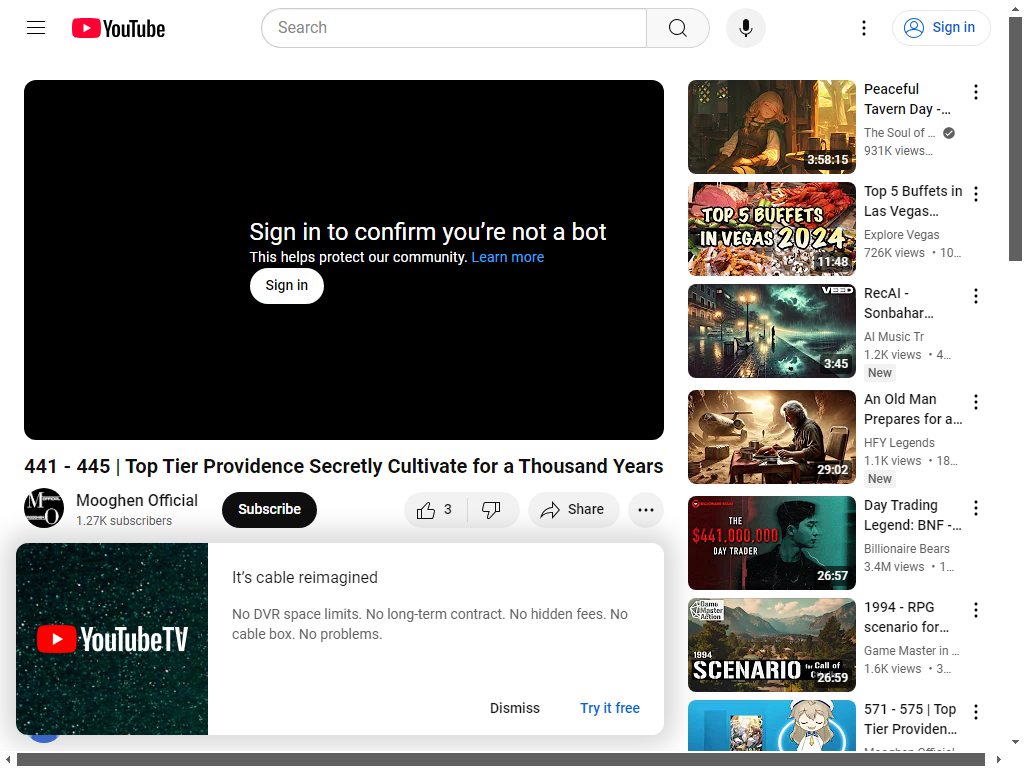 YouTube
Search
Sign in
Sign in to confirm you’re not a bot
This helps protect our community. Learn more
Sign in
441 - 445 | Top Tier Providence Secretly Cultivate for a Thousand Years
Mooghen Official
1.27K subscribers
Subscribe
3
Share
YouTubeTV
It’s cable reimagined
No DVR space limits. No long-term contract. No hidden fees. No
cable box. No problems.
Dismiss
Try it free
3:58:15
Peaceful
Tavern Day -...
The Soul of ...
931K views...
TOP 5 BUFFETS
IN VEGAS 2024
11:48
Top 5 Buffets in
Las Vegas...
Explore Vegas
726K views • 10...
VEED
3:45
RecAI -
Sonbahar...
AI Music Tr
1.2K views • 4...
New
29:02
An Old Man
Prepares for a...
HFY Legends
1.1K views • 18...
New
THE
$441,000,000
DAY TRADER
26:57
Day Trading
Legend: BNF -...
Billionaire Bears
3.4M views • 1...
Game
Master
Action
1994
SCENARIO for Call of
26:59
1994 - RPG
scenario for...
Game Master in ...
1.6K views • 3...
571 - 575 | Top
Tier Providen...
Mooghen Official